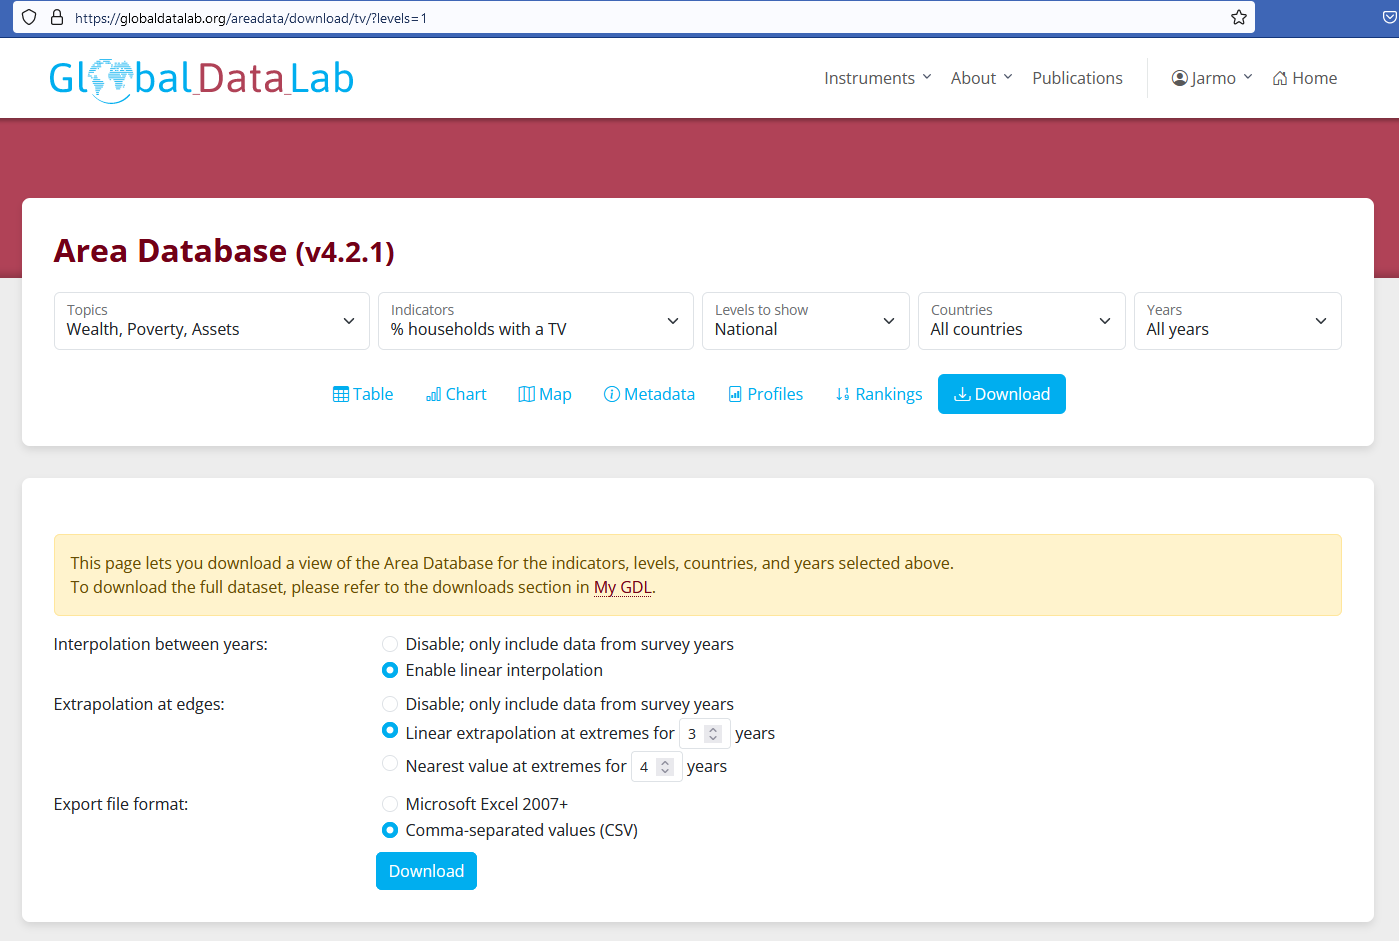 https://globaldatalab.org/areadata/download/tv/?levels=1
Global_Data_Lab
Instruments
About
Publications
Jarmo
Home
Area Database (v4.2.1)
Topics
Wealth, Poverty, Assets
Indicators
% households with a TV
Levels to show
National
Countries
All countries
Years
All years
Table
Chart
Map
Metadata
Profiles
Rankings
Download
This page lets you download a view of the Area Database for the indicators, levels, countries, and years selected above.
To download the full dataset, please refer to the downloads section in My GDL.
Interpolation between years:
Disable; only include data from survey years
Enable linear interpolation
Extrapolation at edges:
Disable; only include data from survey years
Linear extrapolation at extremes for 3 years
Nearest value at extremes for 4 years
Export file format:
Microsoft Excel 2007+
Comma-separated values (CSV)
Download